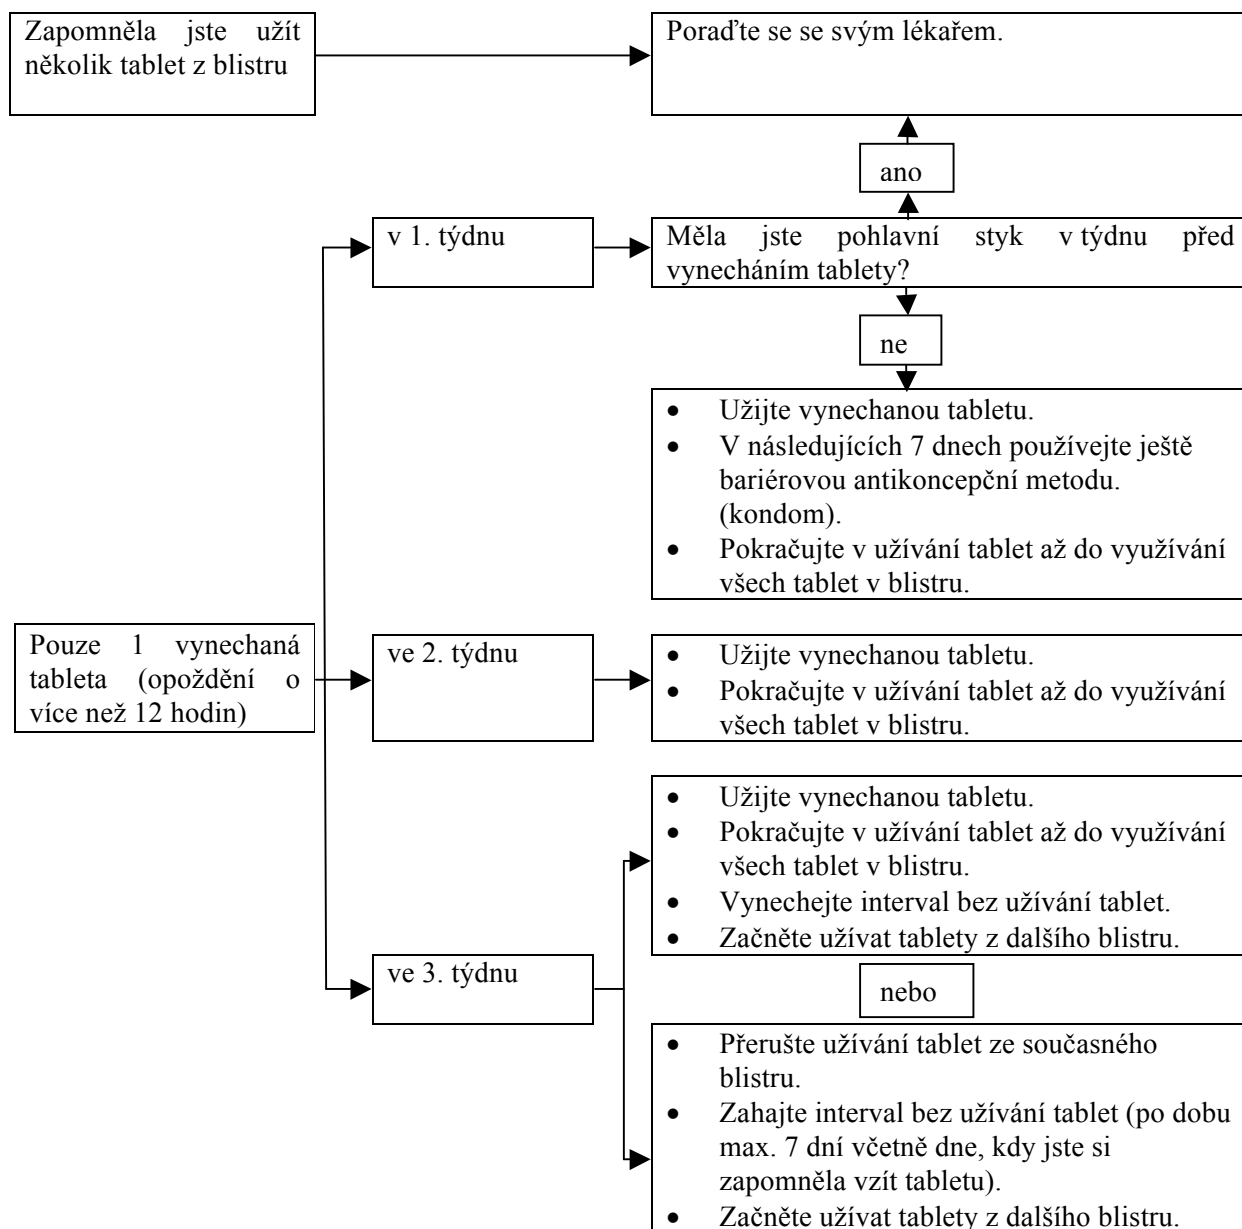 Zapomněla jste užít
několik tablet z blistru
Poraďte se se svým lékařem.
ano
v 1. týdnu
Měla jste pohlavní styk v týdnu před
vynecháním tablety?
ne
• Užijte vynechanou tabletu.
• V následujících 7 dnech používejte ještě
bariérovou antikoncepční metodu.
(kondom).
• Pokračujte v užívání tablet až do využívání
všech tablet v blistru.
Pouze 1 vynechaná
tableta (opoždění o
více než 12 hodin)
ve 2. týdnu
• Užijte vynechanou tabletu.
• Pokračujte v užívání tablet až do využívání
všech tablet v blistru.
• Užijte vynechanou tabletu.
• Pokračujte v užívání tablet až do využívání
všech tablet v blistru.
• Vynechejte interval bez užívání tablet.
• Začněte užívat tablety z dalšího blistru.
ve 3. týdnu
nebo
• Přerušte užívání tablet ze současného
blistru.
• Zahajte interval bez užívání tablet (po dobu
max. 7 dní včetně dne, kdy jste si
zapomněla vzít tabletu).
• Začněte užívat tablety z dalšího blistru.